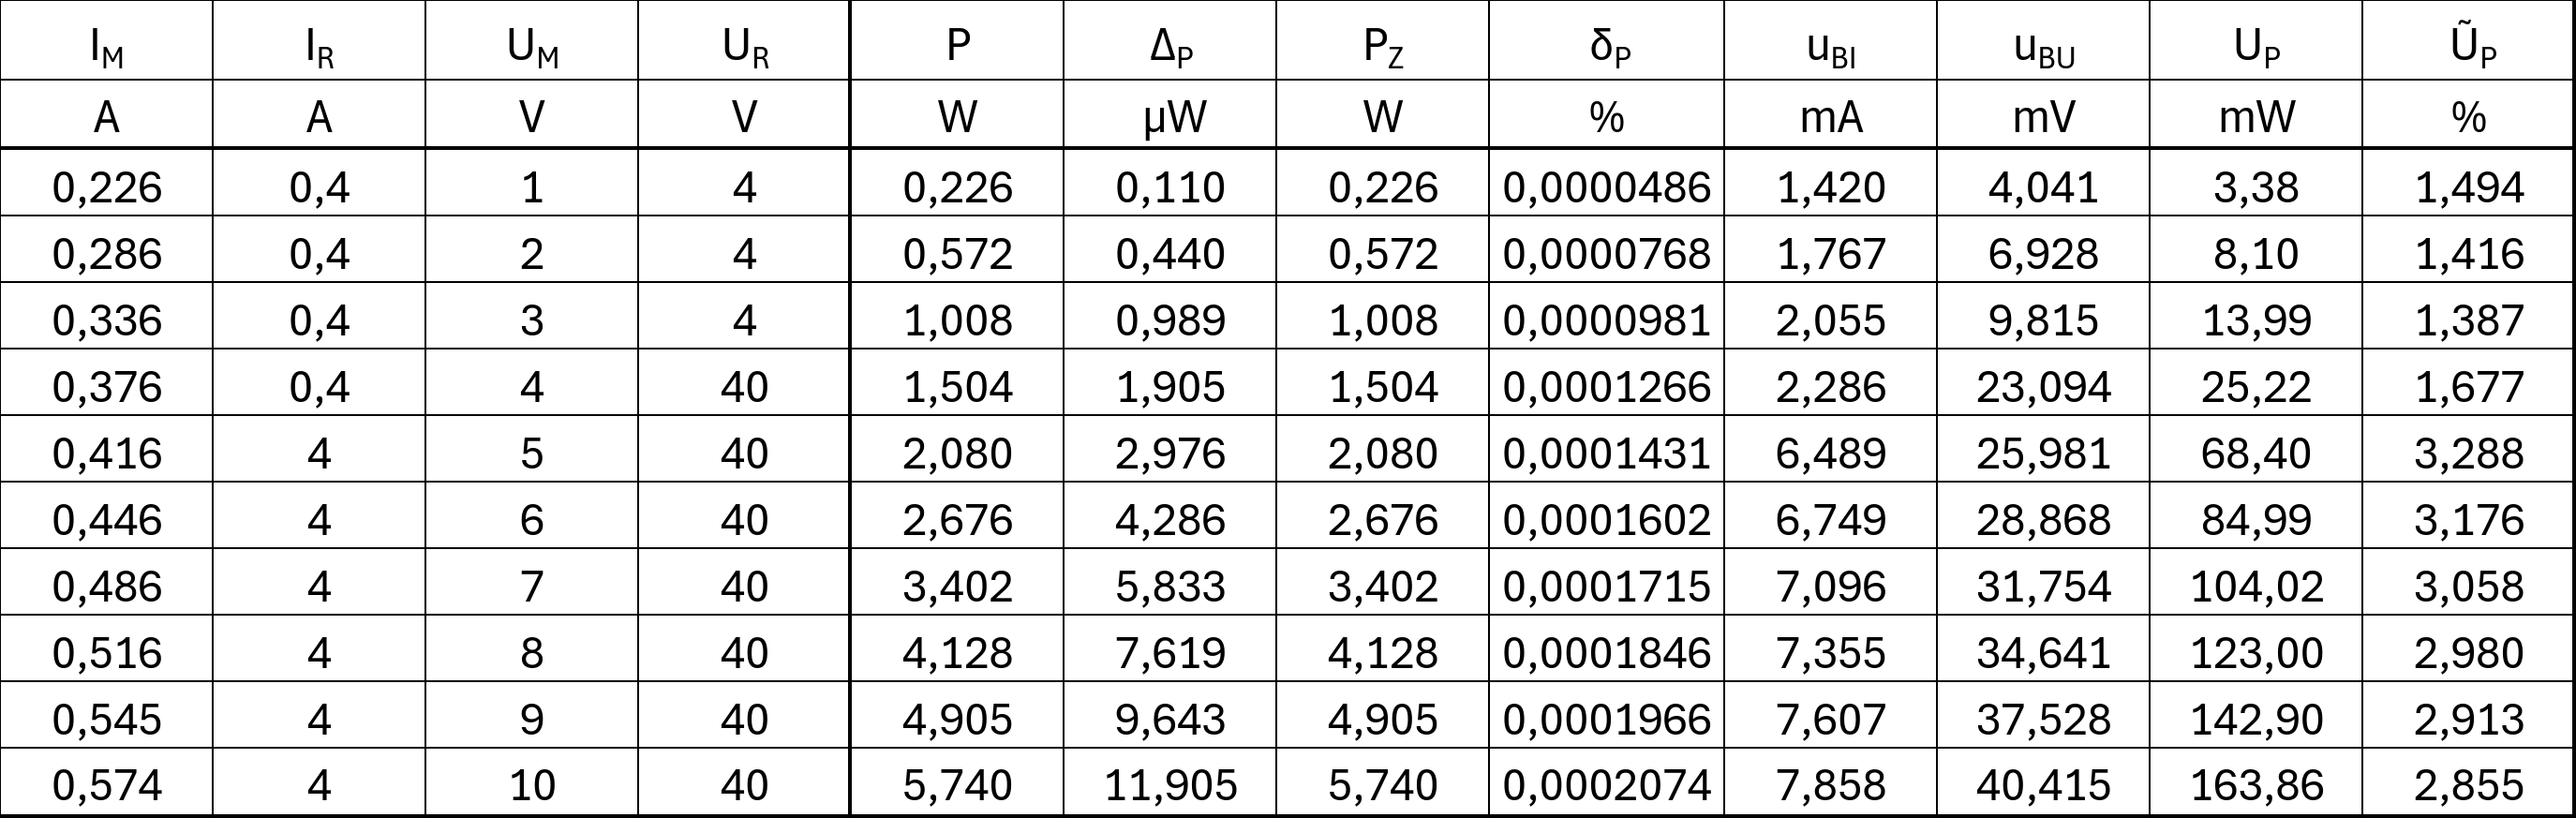 I_M I_R U_M U_R P Δ_P P_Z δ_P u_BI u_BU U_P Ũ_P
A A V V W µW W % mA mV mW %
0,226 0,4 1 4 0,226 0,110 0,226 0,0000486 1,420 4,041 3,38 1,494
0,286 0,4 2 4 0,572 0,440 0,572 0,0000768 1,767 6,928 8,10 1,416
0,336 0,4 3 4 1,008 0,989 1,008 0,0000981 2,055 9,815 13,99 1,387
0,376 0,4 4 40 1,504 1,905 1,504 0,0001266 2,286 23,094 25,22 1,677
0,416 4 5 40 2,080 2,976 2,080 0,0001431 6,489 25,981 68,40 3,288
0,446 4 6 40 2,676 4,286 2,676 0,0001602 6,749 28,868 84,99 3,176
0,486 4 7 40 3,402 5,833 3,402 0,0001715 7,096 31,754 104,02 3,058
0,516 4 8 40 4,128 7,619 4,128 0,0001846 7,355 34,641 123,00 2,980
0,545 4 9 40 4,905 9,643 4,905 0,0001966 7,607 37,528 142,90 2,913
0,574 4 10 40 5,740 11,905 5,740 0,0002074 7,858 40,415 163,86 2,855